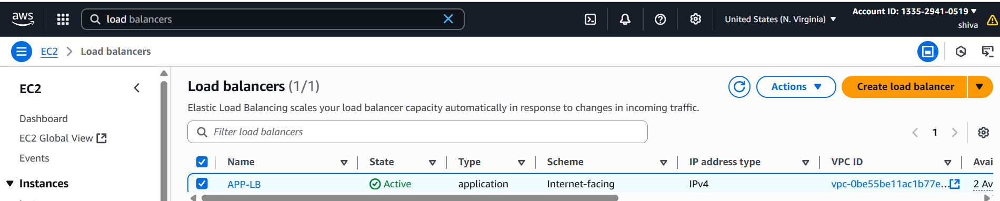 aws
load balancers
United States (N. Virginia)
Account ID: 1335-2941-0519
shiva
EC2
Load balancers
EC2
Dashboard
EC2 Global View
Events
Instances
Load balancers (1/1)
Actions
Create load balancer
Elastic Load Balancing scales your load balancer capacity automatically in response to changes in incoming traffic.
Filter load balancers
1
Name State Type Scheme IP address type VPC ID Avai
APP-LB Active application Internet-facing IPv4 vpc-0be55be11ac1b77e... 2 Av